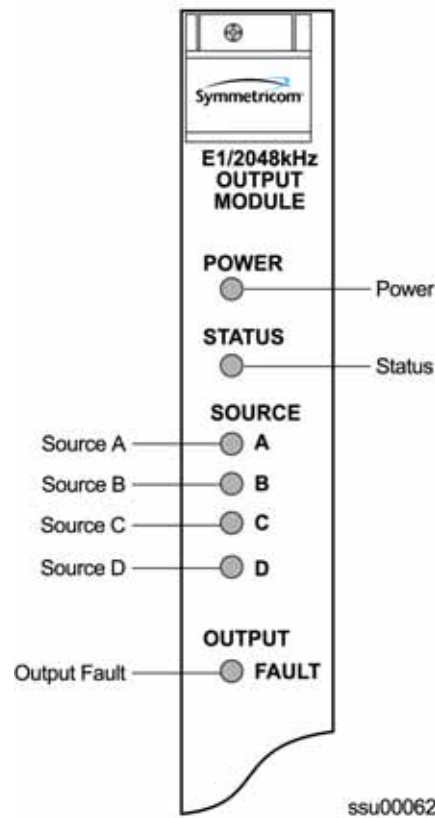 Symmetricom
E1/2048kHz
OUTPUT
MODULE
POWER
Power
STATUS
Status
SOURCE
Source A
A
Source B
B
Source C
C
Source D
D
OUTPUT
Output Fault
FAULT
ssu00062